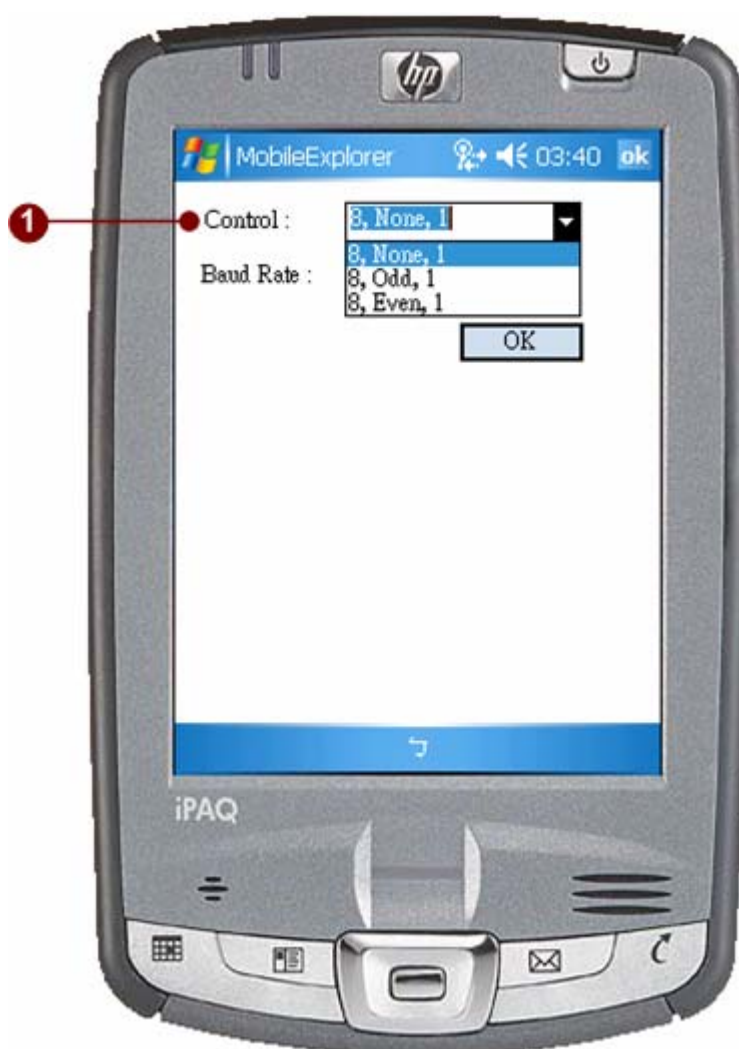 hp
MobileExplorer 03:40 ok
1 Control : 8, None, 1
8, None, 1
Baud Rate : 8, Odd, 1
8, Even, 1
OK
iPAQ